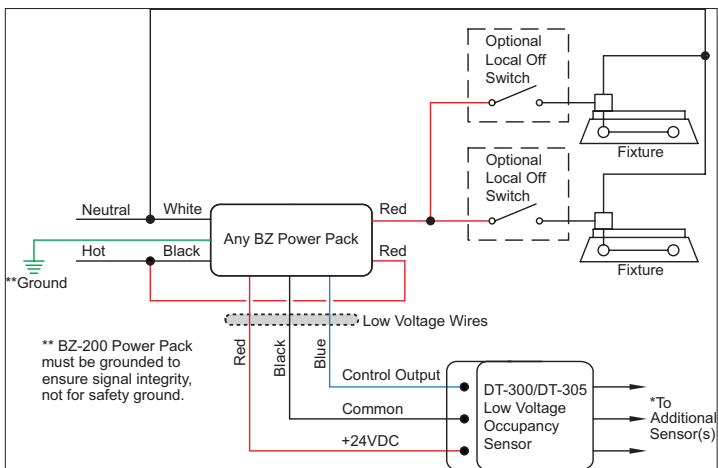 Optional
Local Off
Switch
Fixture
Optional
Local Off
Switch
Fixture
Neutral
White
Red
Any BZ Power Pack
Hot
Black
Red
**Ground
Low Voltage Wires
** BZ-200 Power Pack
must be grounded to
ensure signal integrity,
not for safety ground.
Red
Black
Blue
Control Output
Common
+24VDC
DT-300/DT-305
Low Voltage
Occupancy
Sensor
*To
Additional
Sensor(s)